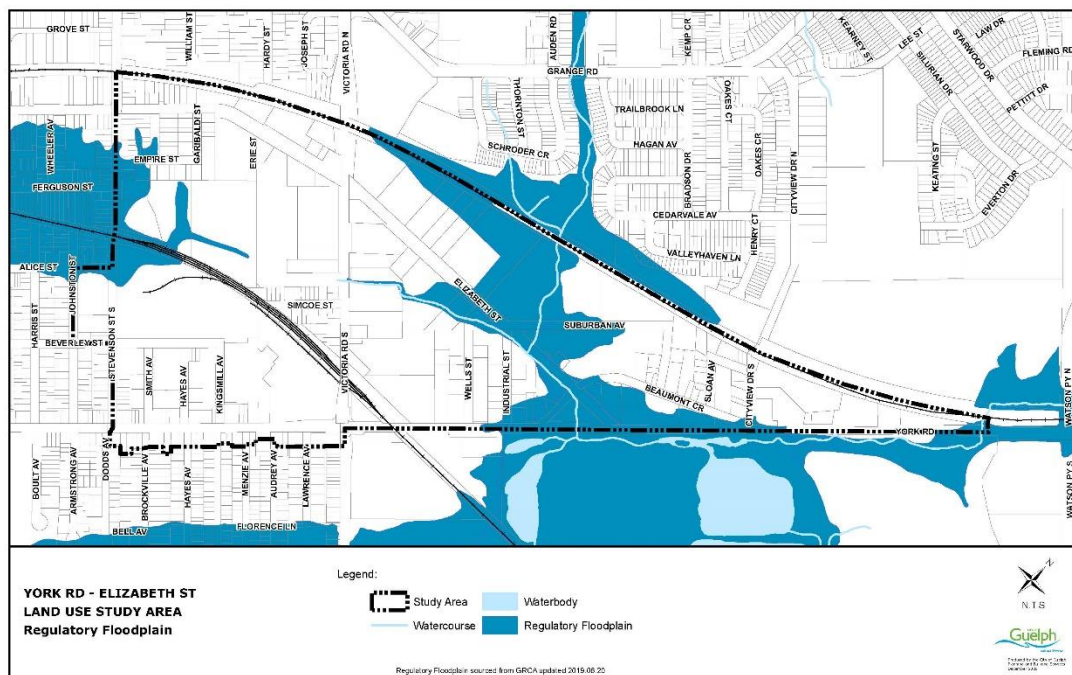 GROVE ST
WILLIAM ST
HARDY ST
JOSEPH ST
VICTORIA RD N
AUDEN RD
GRANGE RD
KEMP CR
KEARNEY ST
LEE ST
STARWOOD DR
LAW DR
FLEMING RD
SILURIAN DR
PETTITT DR
THORNTON ST
TRAILBROOK LN
OAKES CT
WHEELER AV
GARIBALDI ST
ERIE ST
EMPIRE ST
SCHRODER CR
HAGAN AV
BRADSON DR
OAKES CR
CITYVIEW DR N
KEATING ST
EVERTON DR
FERGUSON ST
CEDARVALE AV
HENRY CT
VALLEYHAVEN LN
ALICE ST
JOHNSTON ST
HARRIS ST
BEVERLEY ST
STEVENSON ST S
SIMCOE ST
ELIZABETH ST
SUBURBAN AV
SMITH AV
HAYES AV
KINGSMILL AV
VICTORIA RD S
WELLS ST
INDUSTRIAL ST
BEAUMONT CR
SLOAN AV
CITYVIEW DR S
WATSON PY N
YORK RD
BOULT AV
ARMSTRONG AV
DODDS AV
BROCKVILLE AV
HAYES AV
MENZIE AV
AUDREY AV
LAWRENCE AV
WATSON PY S
BELL AV
FLORENCE LN
YORK RD - ELIZABETH ST
LAND USE STUDY AREA
Regulatory Floodplain
Legend:
Study Area
Waterbody
Watercourse
Regulatory Floodplain
Z
N.T.S.
Guelph
Regulatory Floodplain sourced from GRCA updated 2019.06.20